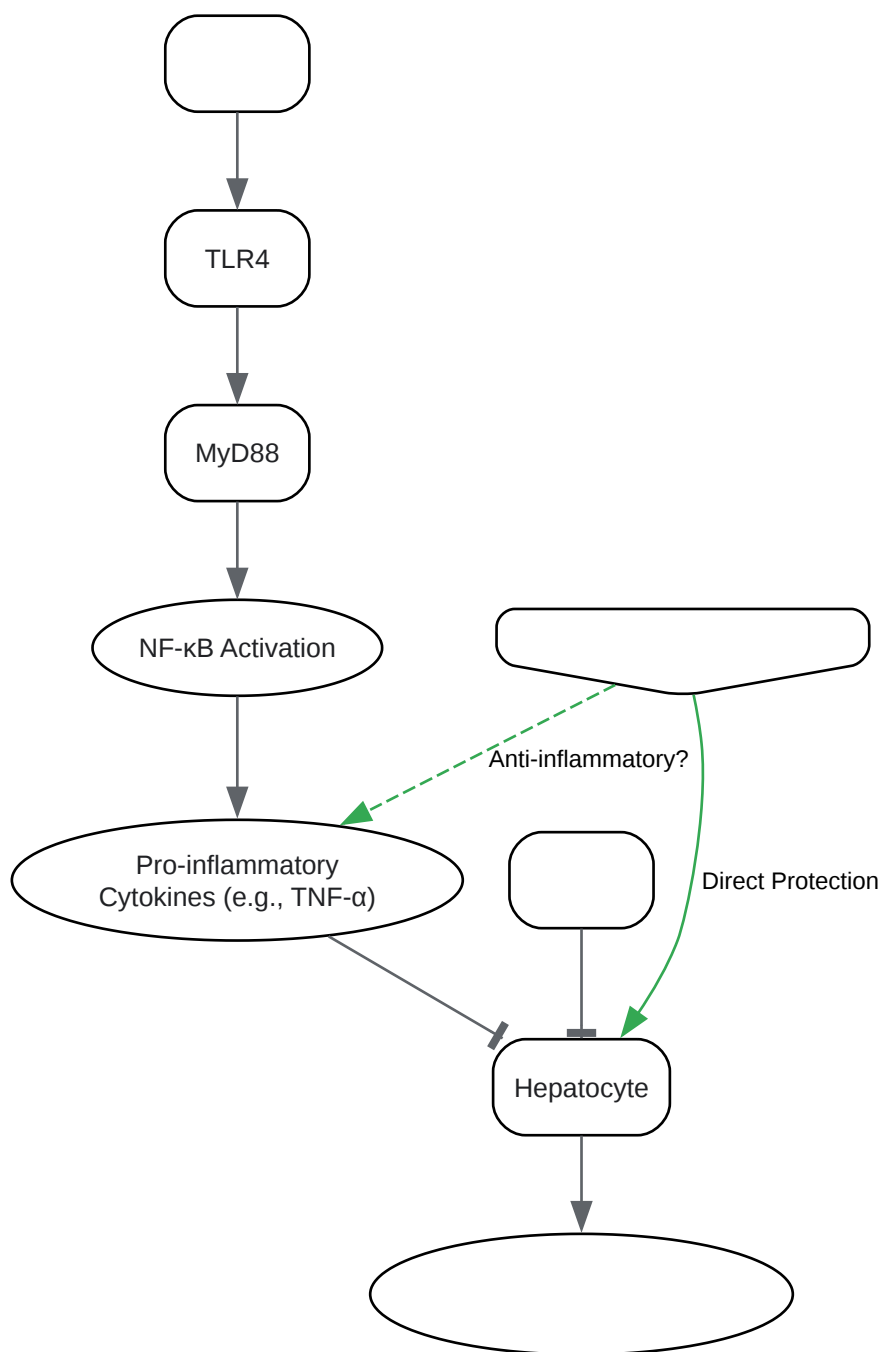 TLR4
MyD88
NF-κB Activation
Anti-inflammatory?
Pro-inflammatory
Cytokines (e.g., TNF-α)
Direct Protection
Hepatocyte